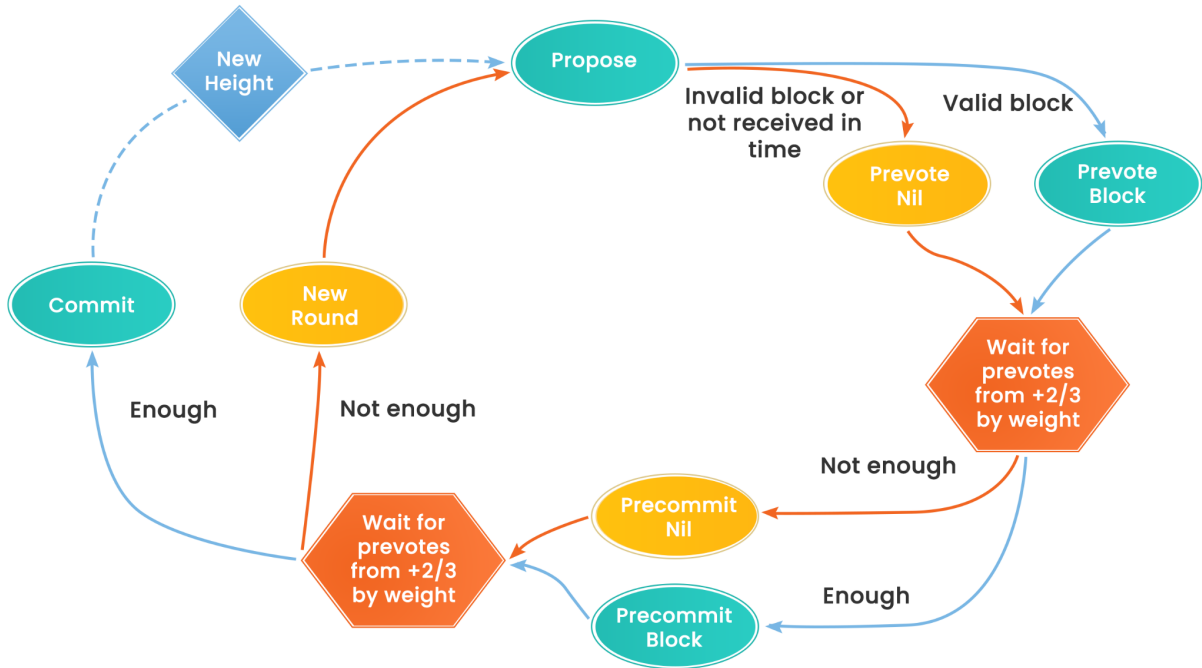 New
Height
Propose
Invalid block or
not received in
time
Valid block
Prevote
Nil
Prevote
Block
Commit
New
Round
Wait for
prevotes
from +2/3
by weight
Enough
Not enough
Not enough
Precommit
Nil
Wait for
prevotes
from +2/3
by weight
Enough
Precommit
Block